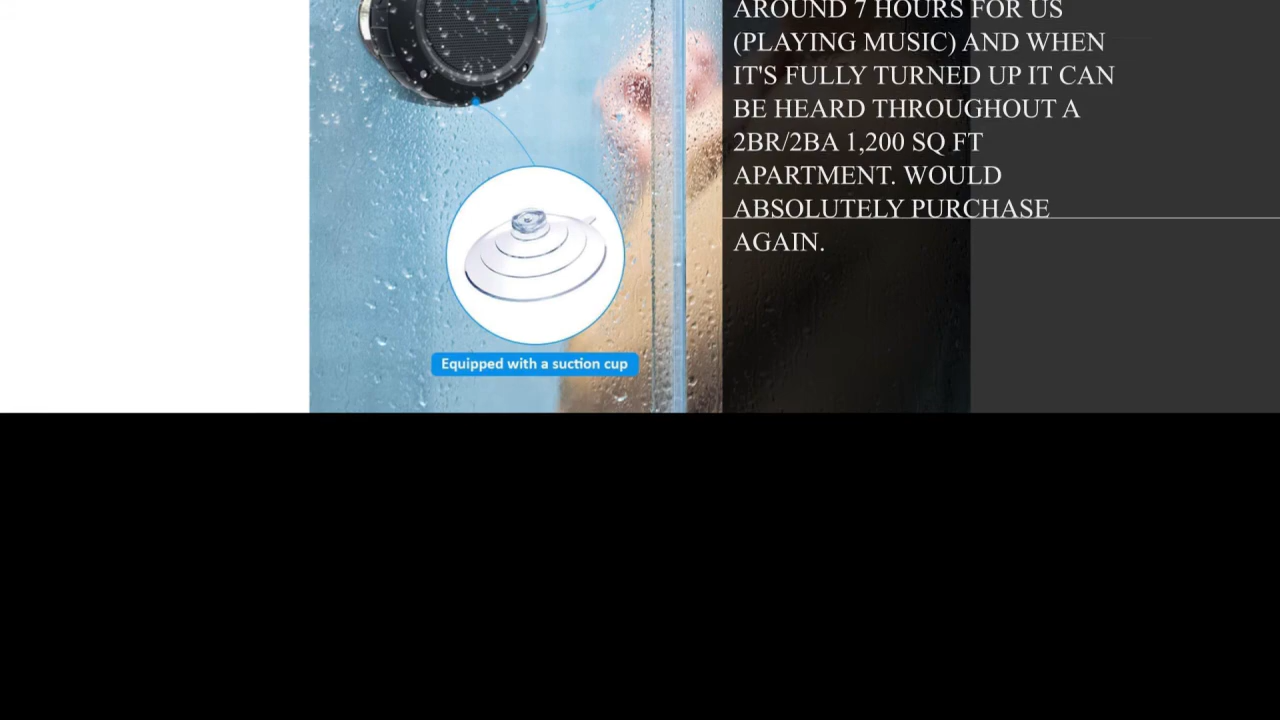 AROUND 7 HOURS FOR US
(PLAYING MUSIC) AND WHEN
IT'S FULLY TURNED UP IT CAN
BE HEARD THROUGHOUT A
2BR/2BA 1,200 SQ FT
APARTMENT. WOULD
ABSOLUTELY PURCHASE
AGAIN.
Equipped with a suction cup